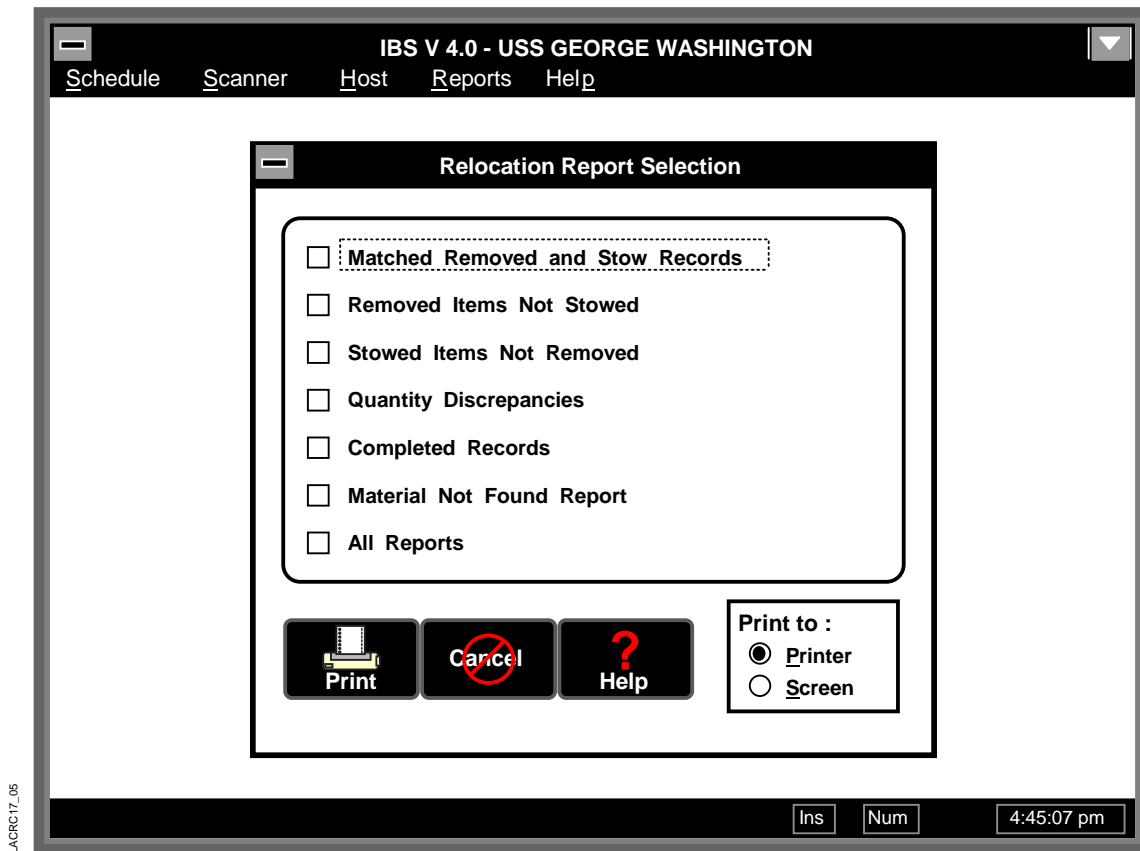 IBS V 4.0 - USS GEORGE WASHINGTON
Schedule Scanner Host Reports Help
Relocation Report Selection
Matched Removed and Stow Records
Removed Items Not Stowed
Stowed Items Not Removed
Quantity Discrepancies
Completed Records
Material Not Found Report
All Reports
Print
Cancel
? Help
Print to :
Printer
Screen
Ins Num 4:45:07 pm
ACRC17_05